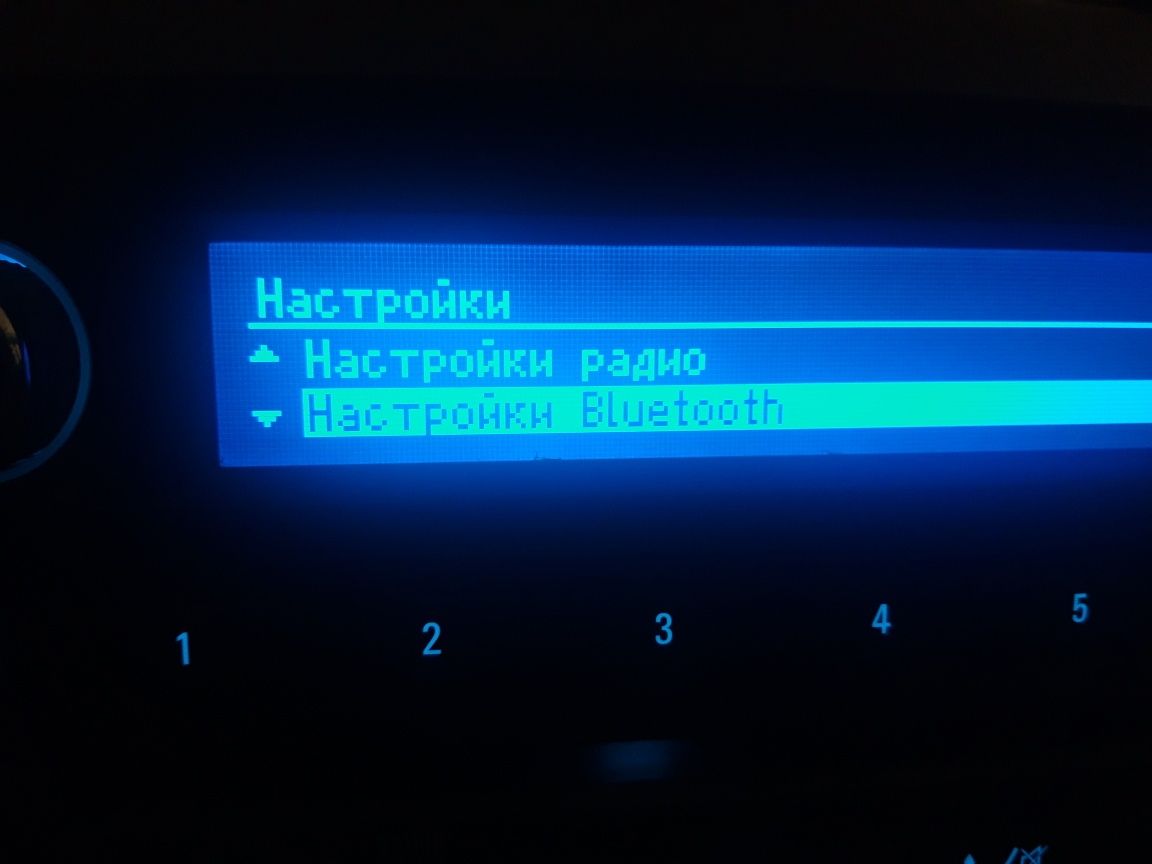 Настройки
Настройки радио
Настройки Bluetooth
1 2 3 4 5